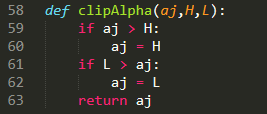 58 def clipAlpha(aj,H,L):
59     if aj > H:
60         aj = H
61     if L > aj:
62         aj = L
63     return aj